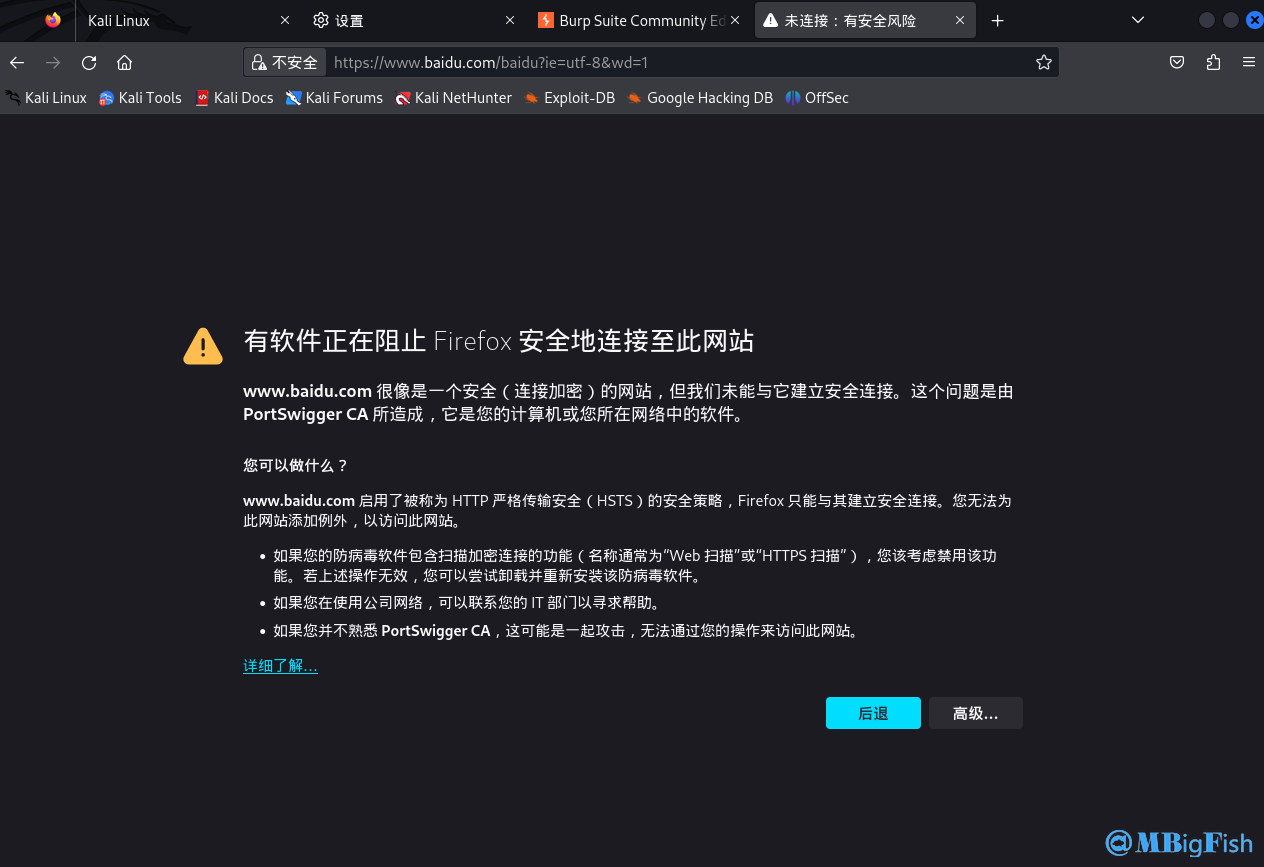 Kali Linux
设置
Burp Suite Community Ed
未连接：有安全风险
不安全
https://www.baidu.com/baidu?ie=utf-8&wd=1
Kali Linux
Kali Tools
Kali Docs
Kali Forums
Kali NetHunter
Exploit-DB
Google Hacking DB
OffSec
有软件正在阻止 Firefox 安全地连接至此网站
www.baidu.com 很像是一个安全（连接加密）的网站，但我们未能与它建立安全连接。这个问题是由
PortSwigger CA 所造成，它是您的计算机或您所在网络中的软件。
您可以做什么？
www.baidu.com 启用了被称为 HTTP 严格传输安全（HSTS）的安全策略，Firefox 只能与其建立安全连接。您无法为
此网站添加例外，以访问此网站。
• 如果您的防病毒软件包含扫描加密连接的功能（名称通常为“Web 扫描”或“HTTPS 扫描”），您该考虑禁用该功
能。若上述操作无效，您可以尝试卸载并重新安装该防病毒软件。
• 如果您在使用公司网络，可以联系您的 IT 部门以寻求帮助。
• 如果您并不熟悉 PortSwigger CA，这可能是一起攻击，无法通过您的操作来访问此网站。
详细了解…
后退
高级…
@MBigFish